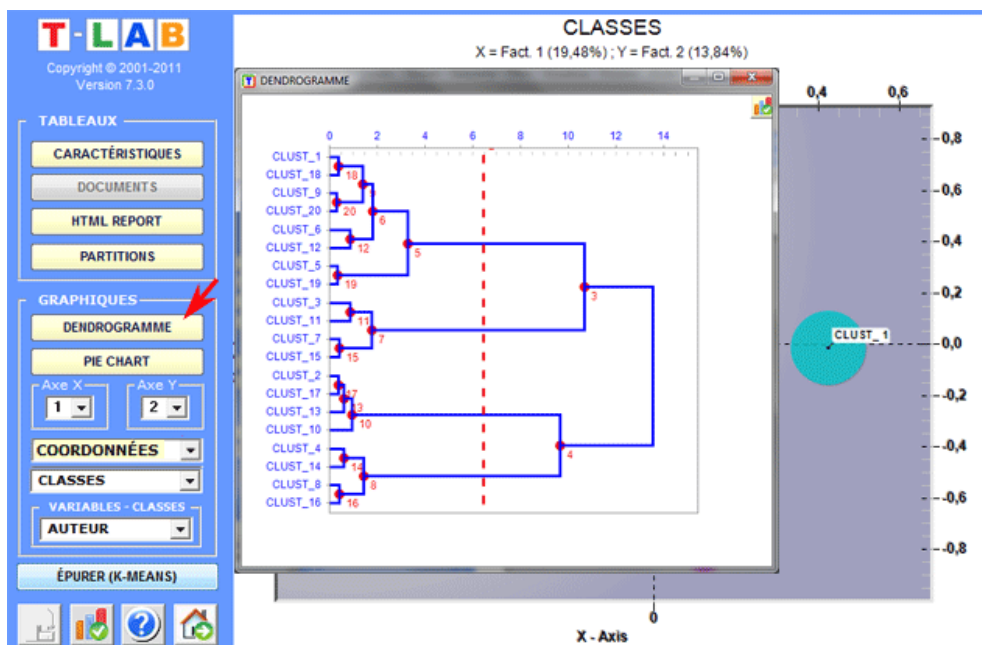 T-LAB
Copyright © 2001-2011
Version 7.3.0
TABLEAUX
CARACTÉRISTIQUES
DOCUMENTS
HTML REPORT
PARTITIONS
GRAPHIQUES
DENDROGRAMME
PIE CHART
Axe X
Axe Y
1
2
COORDONNÉES
CLASSES
VARIABLES - CLASSES
AUTEUR
ÉPURER (K-MEANS)
CLASSES
X = Fact. 1 (19,48%) ; Y = Fact. 2 (13,84%)
DENDROGRAMME
0 2 4 6 8 10 12 14
CLUST_1
CLUST_18
18
CLUST_9
CLUST_20
20
6
CLUST_6
CLUST_12
12
5
CLUST_5
CLUST_19
19
3
CLUST_3
CLUST_11
11
7
CLUST_7
CLUST_15
15
CLUST_2
CLUST_17
17
CLUST_13
13
CLUST_10
10
4
CLUST_4
CLUST_14
14
8
CLUST_8
CLUST_16
16
0,4 0,6
0,8
0,6
0,4
0,2
0,0
CLUST_1
-0,2
-0,4
-0,6
-0,8
0
X - Axis